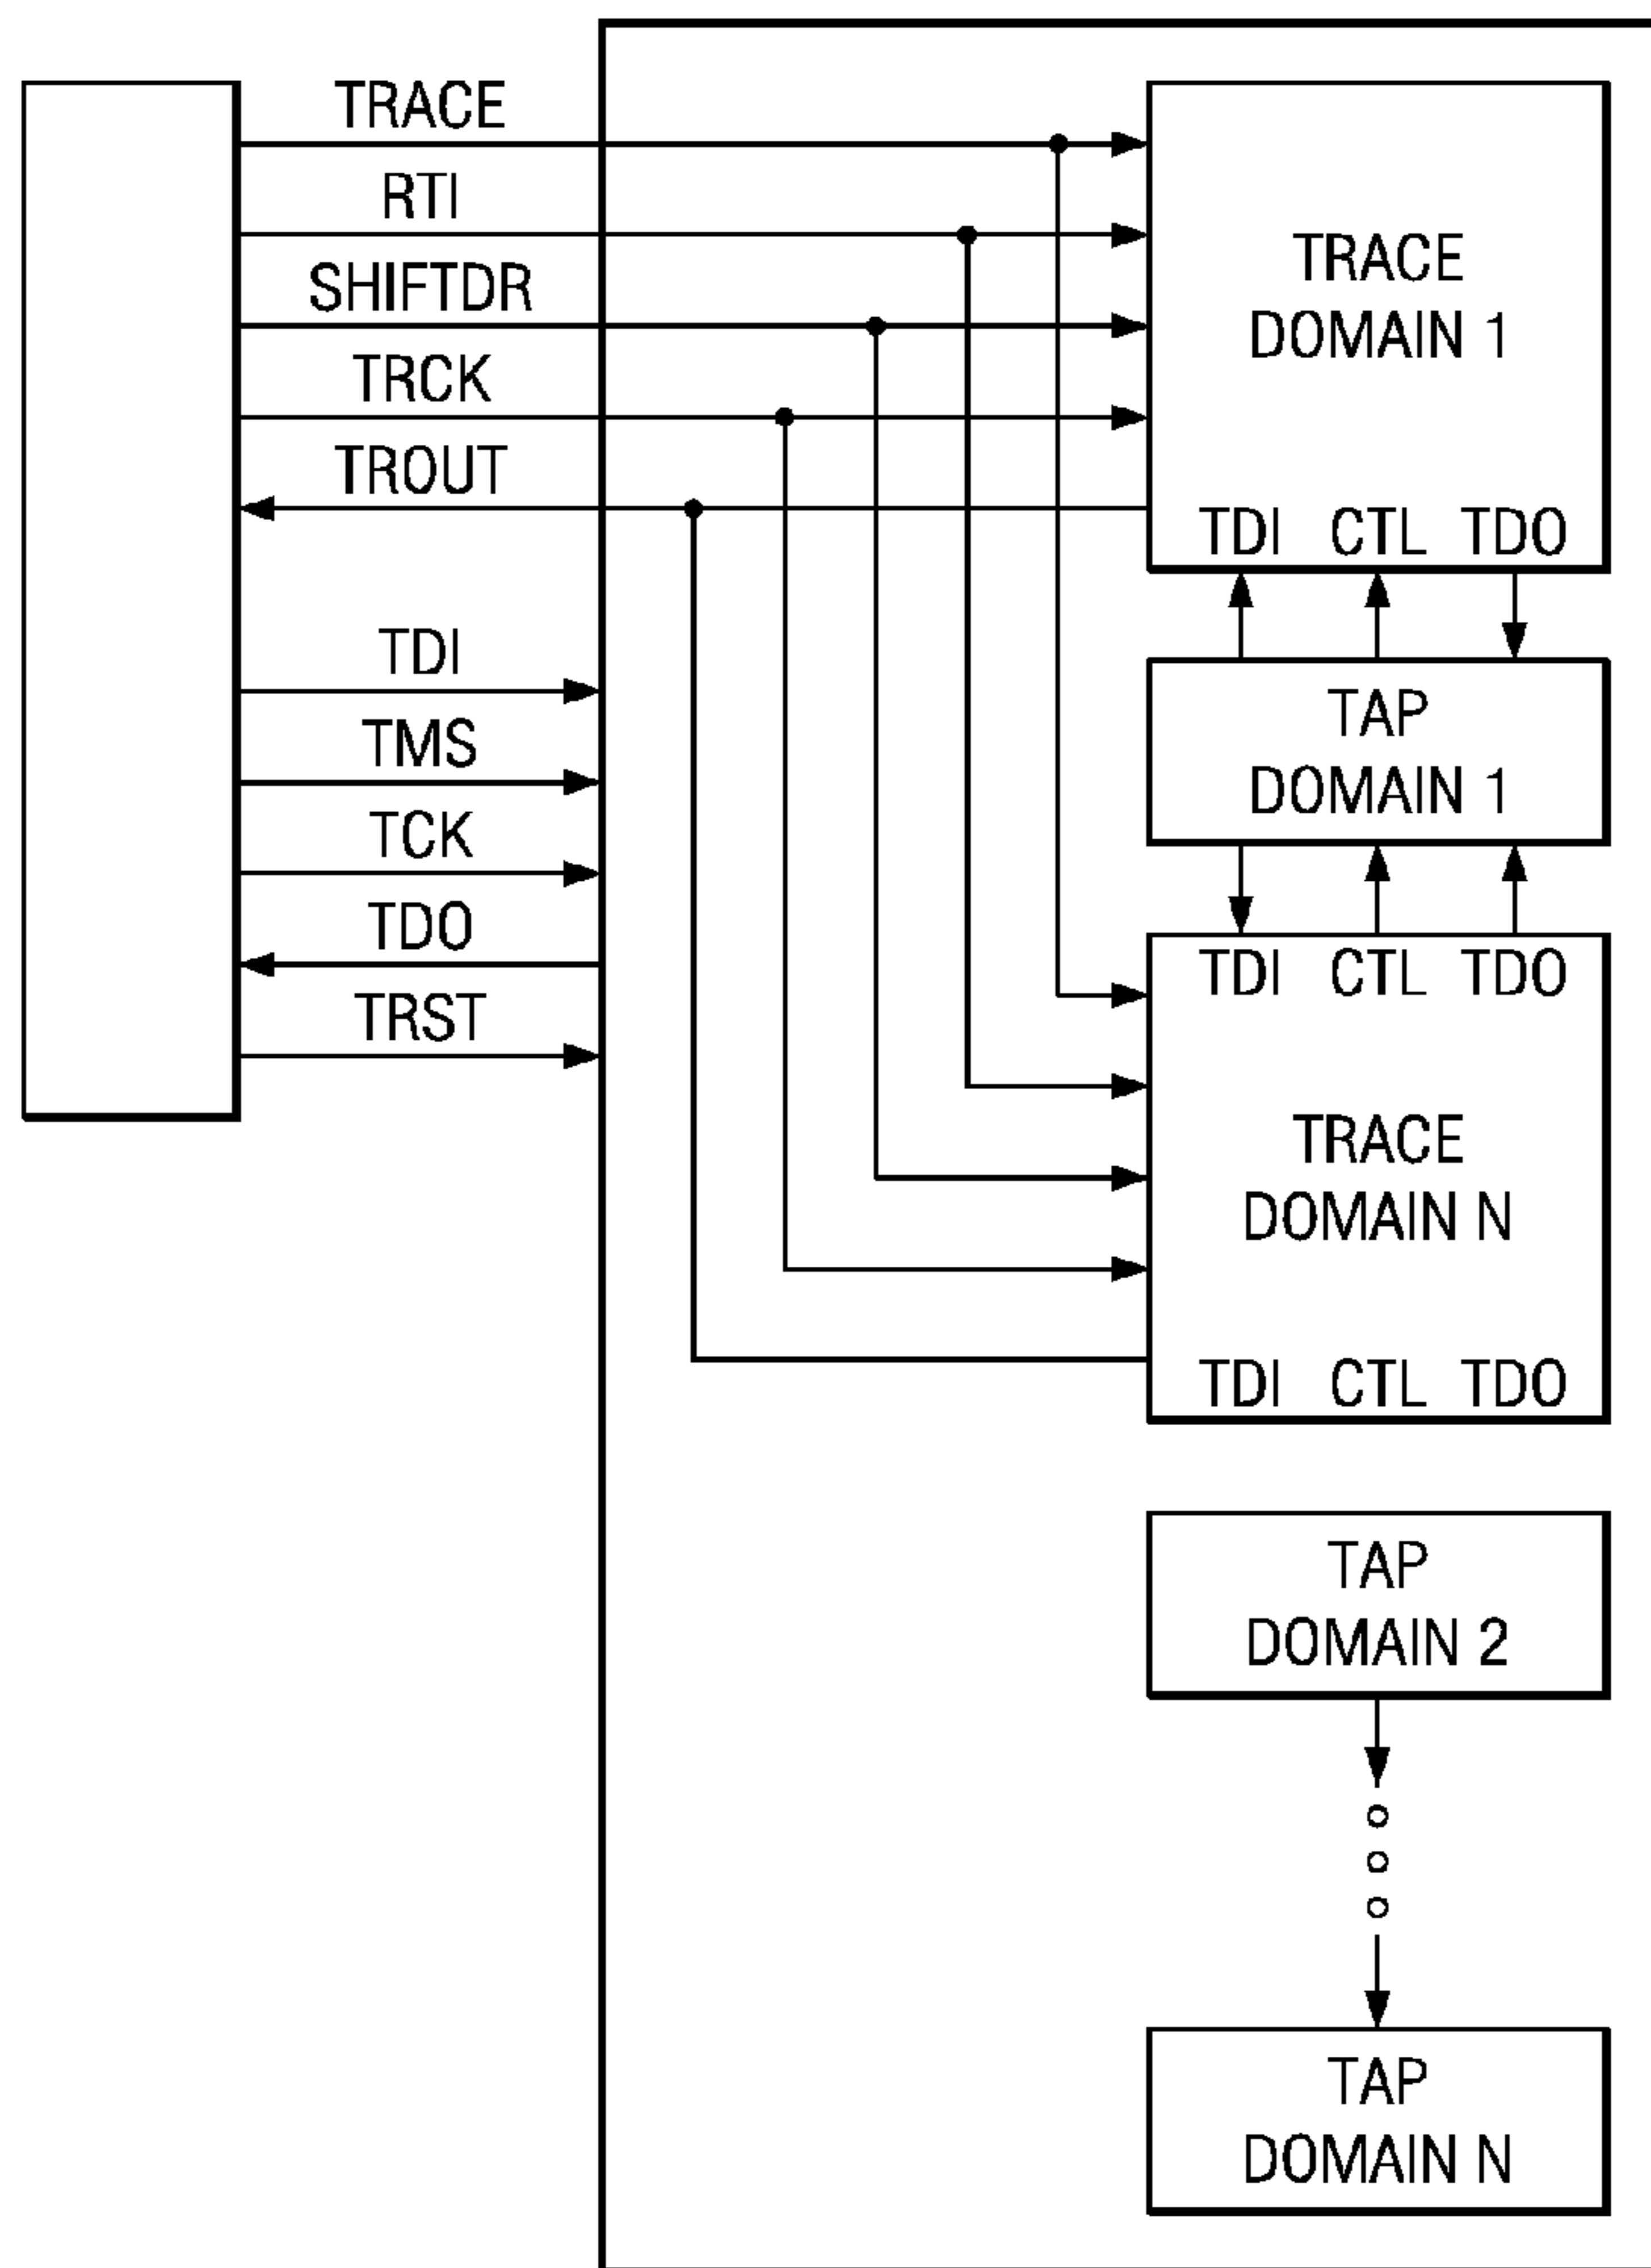 TRACE
RTI
SHIFTDR
TRCK
TROUT
TDI
TMS
TCK
TDO
TRST
TRACE
DOMAIN 1
TDI CTL TDO
TAP
DOMAIN 1
TDI CTL TDO
TRACE
DOMAIN N
TDI CTL TDO
TAP
DOMAIN 2
TAP
DOMAIN N